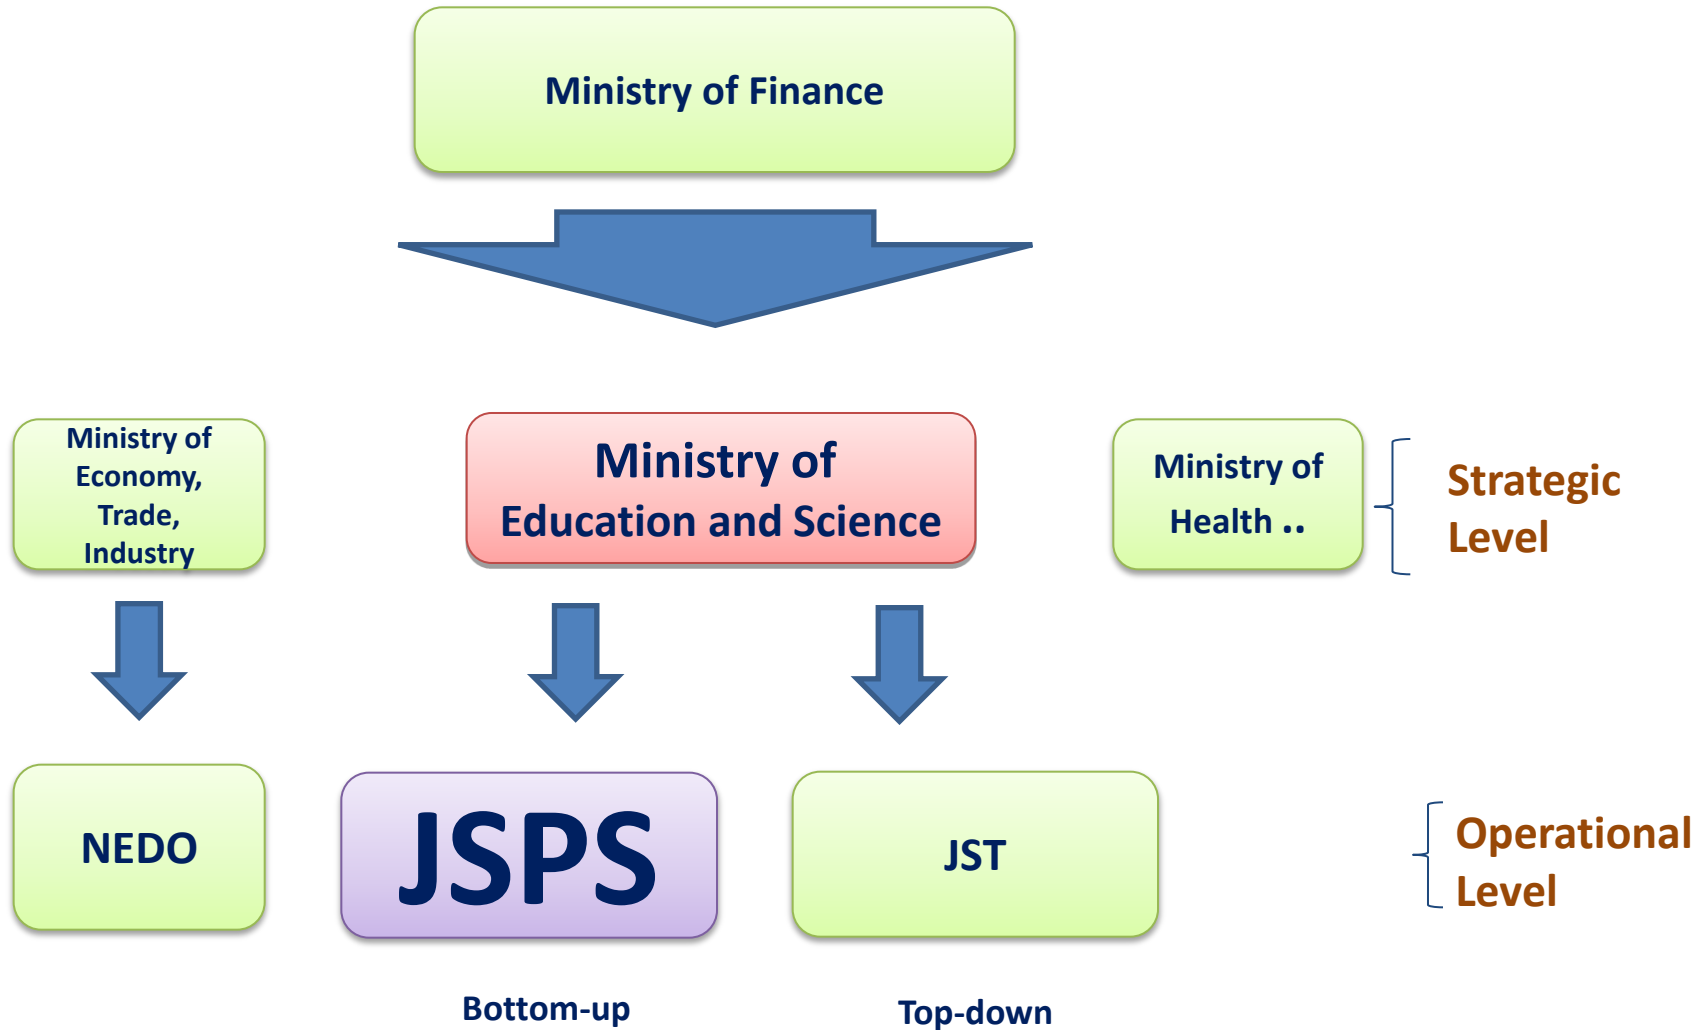 Ministry of Finance
Ministry of
Economy,
Trade,
Industry
Ministry of
Education and Science
Ministry of
Health ..
Strategic
Level
NEDO
JSPS
JST
Operational
Level
Bottom-up
Top-down